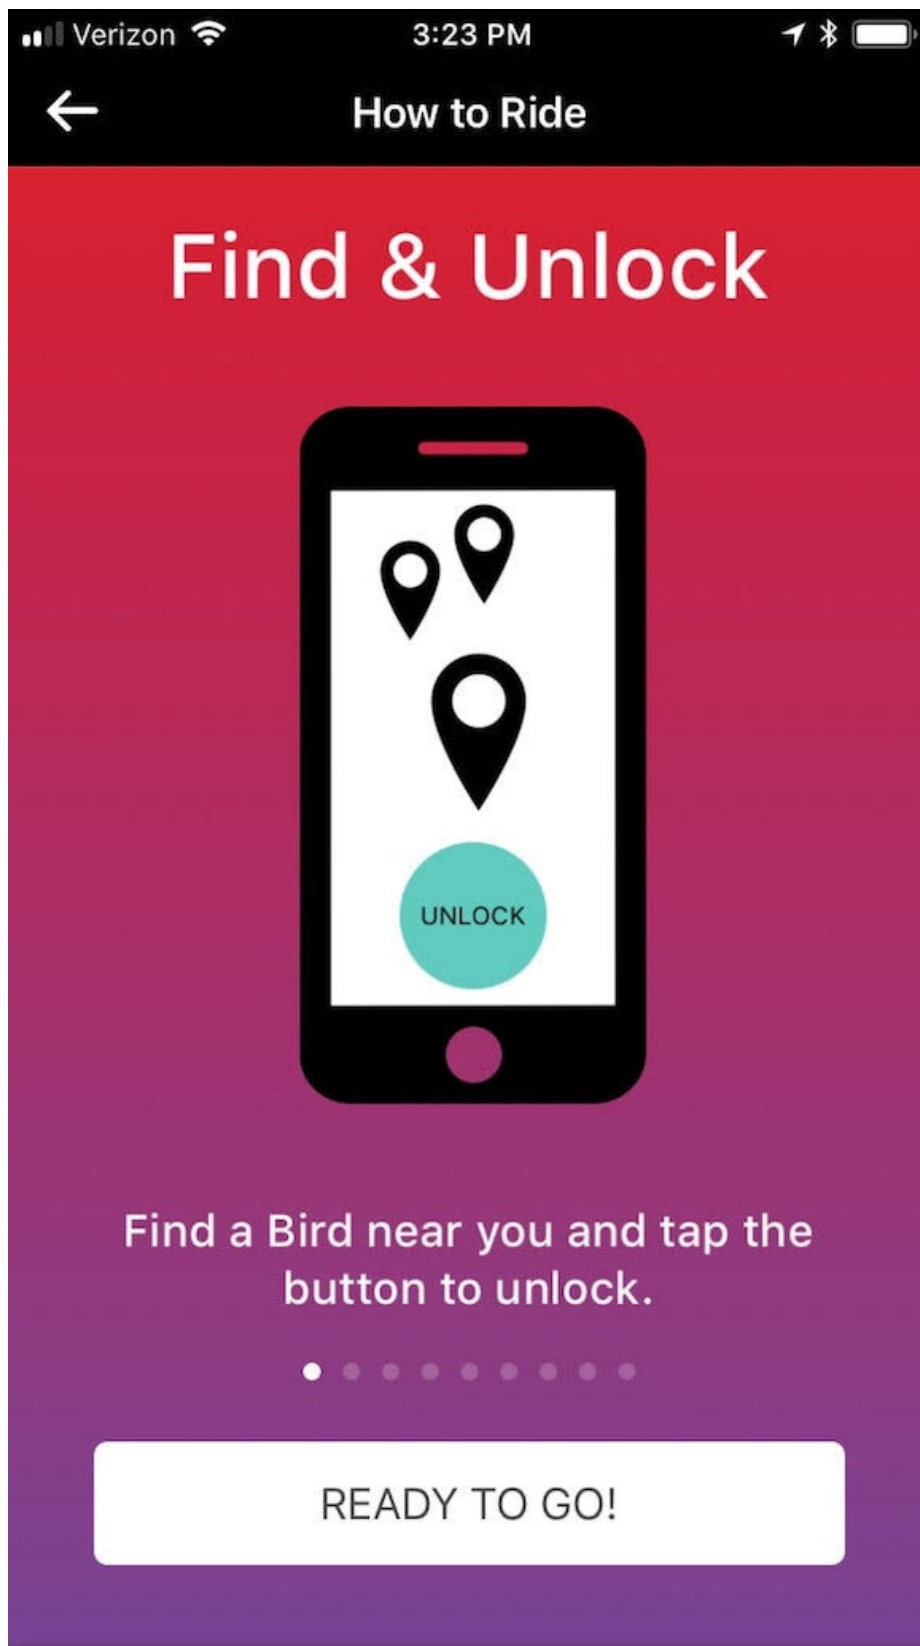 Verizon 3:23 PM
How to Ride
Find & Unlock
UNLOCK
Find a Bird near you and tap the
button to unlock.
READY TO GO!